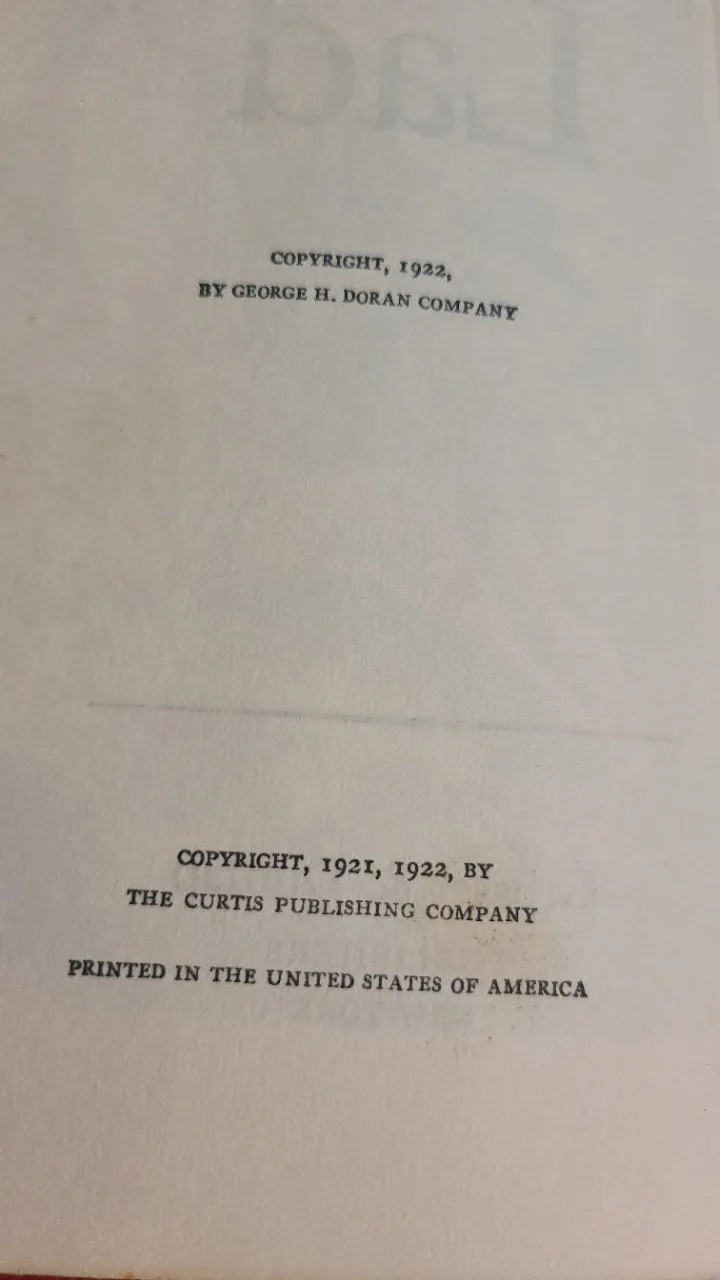 COPYRIGHT, 1922,
BY GEORGE H. DORAN COMPANY
COPYRIGHT, 1921, 1922, BY
THE CURTIS PUBLISHING COMPANY
PRINTED IN THE UNITED STATES OF AMERICA